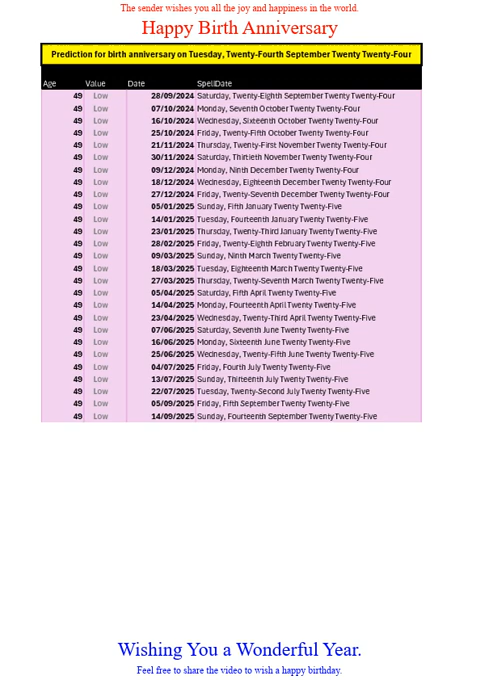 The sender wishes you all the joy and happiness in the world.
Happy Birth Anniversary
Prediction for birth anniversary on Tuesday, Twenty-Fourth September Twenty Twenty-Four
Age Value Date SpellDate
49 Low 28/09/2024 Saturday, Twenty-Eighth September Twenty Twenty-Four
49 Low 07/10/2024 Monday, Seventh October Twenty Twenty-Four
49 Low 16/10/2024 Wednesday, Sixteenth October Twenty Twenty-Four
49 Low 25/10/2024 Friday, Twenty-Fifth October Twenty Twenty-Four
49 Low 21/11/2024 Thursday, Twenty-First November Twenty Twenty-Four
49 Low 30/11/2024 Saturday, Thirtieth November Twenty Twenty-Four
49 Low 09/12/2024 Monday, Ninth December Twenty Twenty-Four
49 Low 18/12/2024 Wednesday, Eighteenth December Twenty Twenty-Four
49 Low 27/12/2024 Friday, Twenty-Seventh December Twenty Twenty-Four
49 Low 05/01/2025 Sunday, Fifth January Twenty Twenty-Five
49 Low 14/01/2025 Tuesday, Fourteenth January Twenty Twenty-Five
49 Low 23/01/2025 Thursday, Twenty-Third January Twenty Twenty-Five
49 Low 28/02/2025 Friday, Twenty-Eighth February Twenty Twenty-Five
49 Low 09/03/2025 Sunday, Ninth March Twenty Twenty-Five
49 Low 18/03/2025 Tuesday, Eighteenth March Twenty Twenty-Five
49 Low 27/03/2025 Thursday, Twenty-Seventh March Twenty Twenty-Five
49 Low 05/04/2025 Saturday, Fifth April Twenty Twenty-Five
49 Low 14/04/2025 Monday, Fourteenth April Twenty Twenty-Five
49 Low 23/04/2025 Wednesday, Twenty-Third April Twenty Twenty-Five
49 Low 07/06/2025 Saturday, Seventh June Twenty Twenty-Five
49 Low 16/06/2025 Monday, Sixteenth June Twenty Twenty-Five
49 Low 25/06/2025 Wednesday, Twenty-Fifth June Twenty Twenty-Five
49 Low 04/07/2025 Friday, Fourth July Twenty Twenty-Five
49 Low 13/07/2025 Sunday, Thirteenth July Twenty Twenty-Five
49 Low 22/07/2025 Tuesday, Twenty-Second July Twenty Twenty-Five
49 Low 05/09/2025 Friday, Fifth September Twenty Twenty-Five
49 Low 14/09/2025 Sunday, Fourteenth September Twenty Twenty-Five
Wishing You a Wonderful Year.
Feel free to share the video to wish a happy birthday.